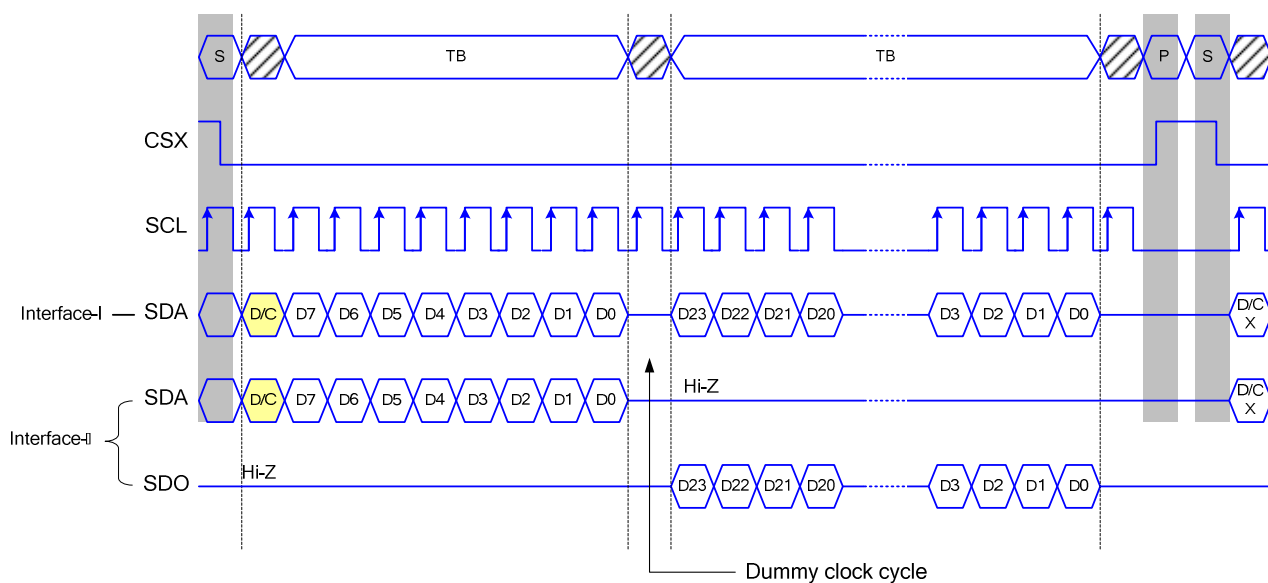 S TB TB P S
CSX
SCL
Interface-I SDA D/C D7 D6 D5 D4 D3 D2 D1 D0 D23 D22 D21 D20 D3 D2 D1 D0 D/C X
SDA D/C D7 D6 D5 D4 D3 D2 D1 D0 Hi-Z D/C X
Interface-▯
SDO Hi-Z D23 D22 D21 D20 D3 D2 D1 D0
Dummy clock cycle